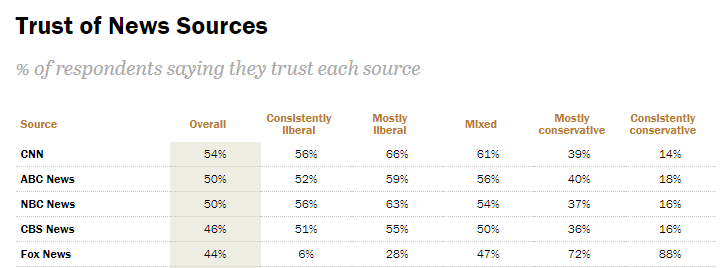 Trust of News Sources
% of respondents saying they trust each source
Source Overall Consistently liberal Mostly liberal Mixed Mostly conservative Consistently conservative
CNN 54% 56% 66% 61% 39% 14%
ABC News 50% 52% 59% 56% 40% 18%
NBC News 50% 56% 63% 54% 37% 16%
CBS News 46% 51% 55% 50% 36% 16%
Fox News 44% 6% 28% 47% 72% 88%